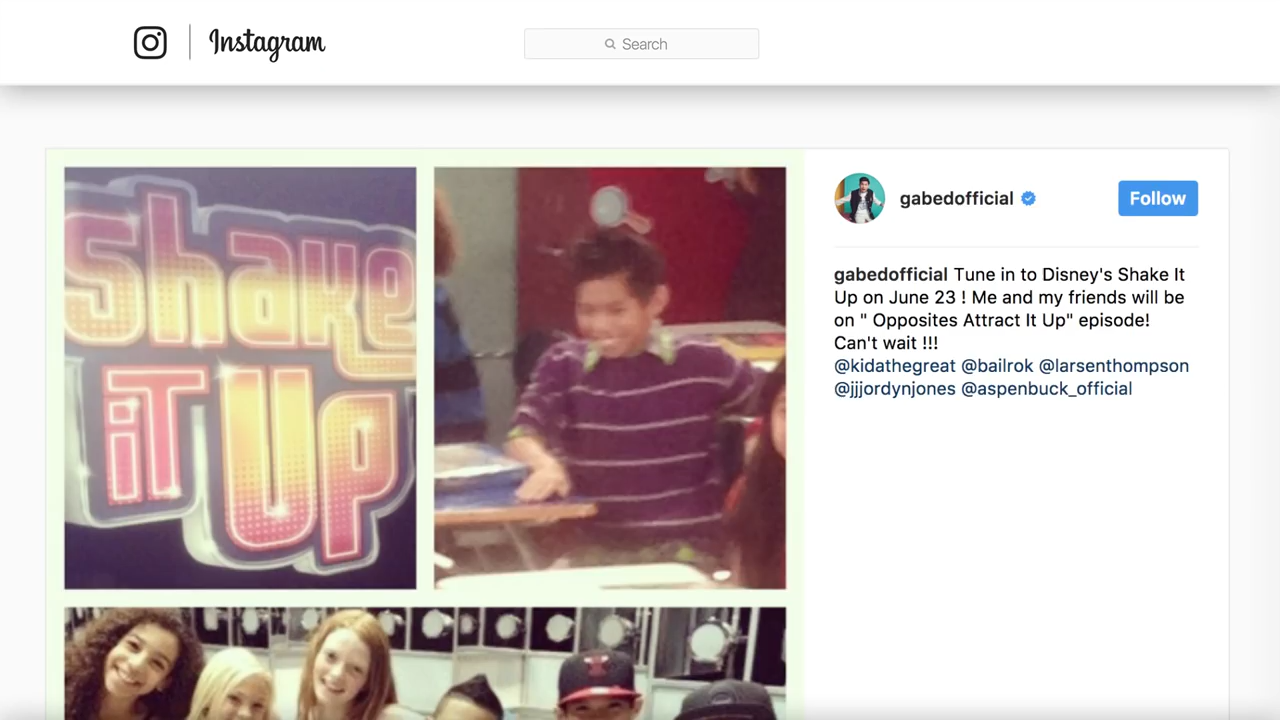 Instagram
Search
Shake
it Up
gabedofficial
Follow
gabedofficial Tune in to Disney's Shake It
Up on June 23 ! Me and my friends will be
on " Opposites Attract It Up" episode!
Can't wait !!!
@kidathegreat @bailrok @larsenthompson
@jjjordynjones @aspenbuck_official